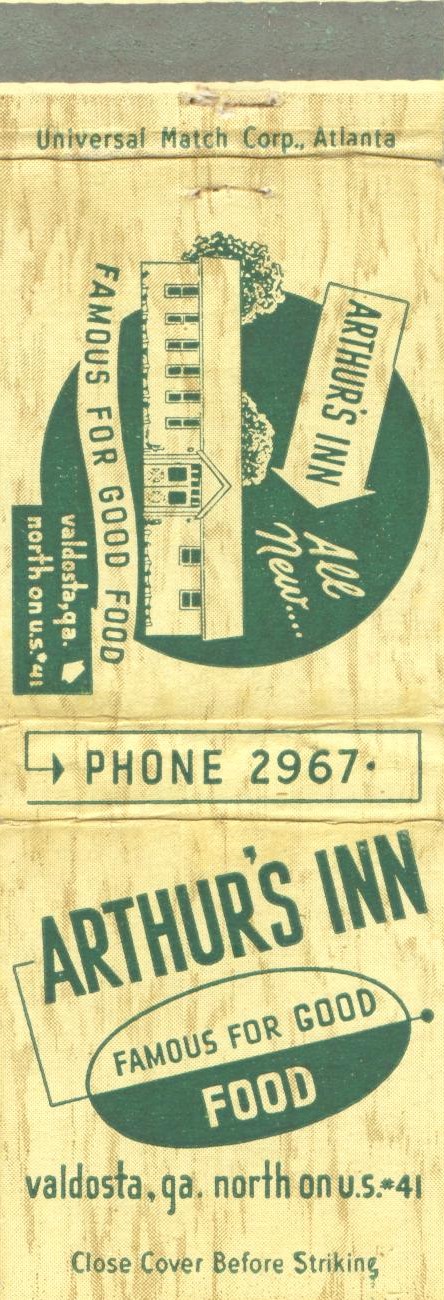 Universal Match Corp., Atlanta
ARTHUR'S INN
All
New....
FAMOUS FOR GOOD FOOD
valdosta, ga.
north on u.s.#41
PHONE 2967
ARTHUR'S INN
FAMOUS FOR GOOD
FOOD
valdosta, ga. north on u.s.#41
Close Cover Before Striking